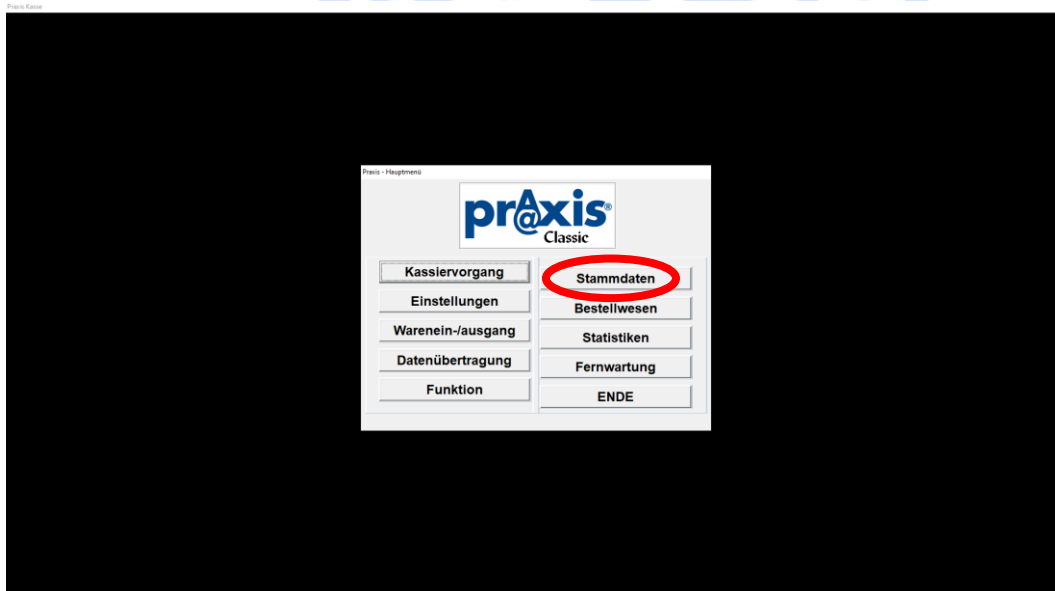 Praxis Kasse
Praxis - Hauptmenü
pr@xis®
Classic
Kassiervorgang
Einstellungen
Warenein-/ausgang
Datenübertragung
Funktion
Stammdaten
Bestellwesen
Statistiken
Fernwartung
ENDE